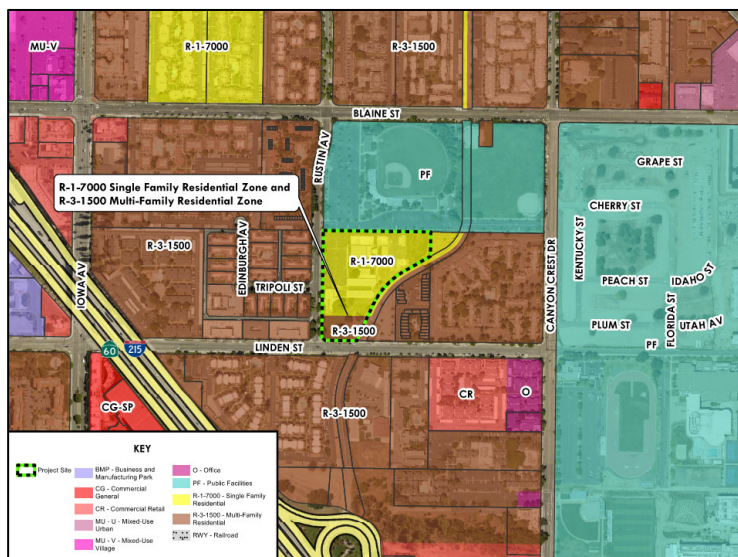 MU-V
R-1-7000
R-3-1500
BLAINE ST
RUSTIN AV
PF
GRAPE ST
R-1-7000 Single Family Residential Zone and
R-3-1500 Multi-Family Residential Zone
CHERRY ST
KENTUCKY ST
IOWA AV
R-3-1500
EDINBURGH AV
TRIPOLI ST
R-1-7000
CANYON CREST DR
PEACH ST
IDAHO ST
FLORIDA ST
R-3-1500
PLUM ST
UTAH AV
PF
60
215
LINDEN ST
CG-SP
R-3-1500
CR
O
KEY
Project Site
BMP - Business and
Manufacturing Park
CG - Commercial
General
CR - Commercial Retail
MU - U - Mixed-Use
Urban
MU - V - Mixed-Use
Village
O - Office
PF - Public Facilities
R-1-7000 - Single Family
Residential
R-3-1500 - Multi-Family
Residential
RWY - Railroad